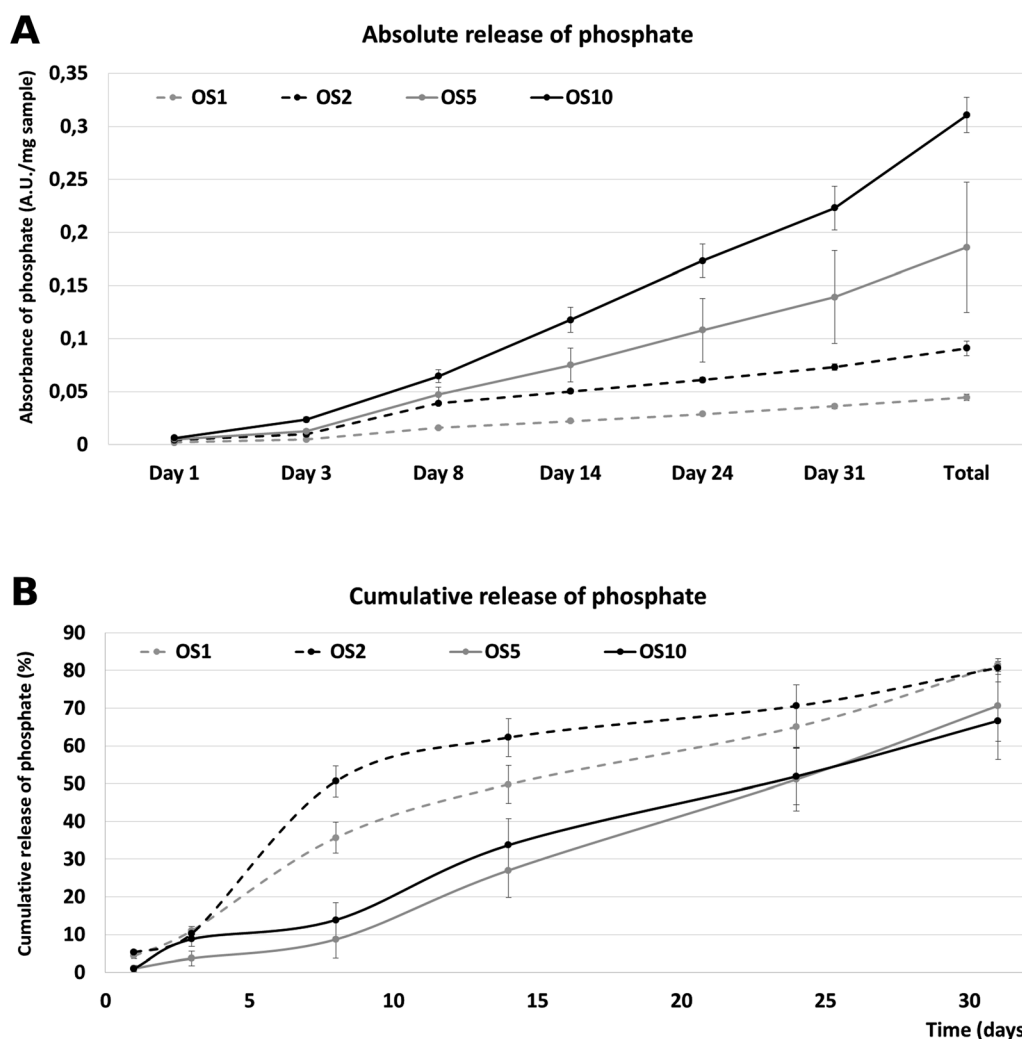 A
Absolute release of phosphate
Absorbance of phosphate (A.U./mg sample)
0,35
0,3
0,25
0,2
0,15
0,1
0,05
0
OS1 OS2 OS5 OS10
Day 1 Day 3 Day 8 Day 14 Day 24 Day 31 Total
B
Cumulative release of phosphate
Cumulative release of phosphate (%)
90
80
70
60
50
40
30
20
10
0
OS1 OS2 OS5 OS10
0 5 10 15 20 25 30
Time (days